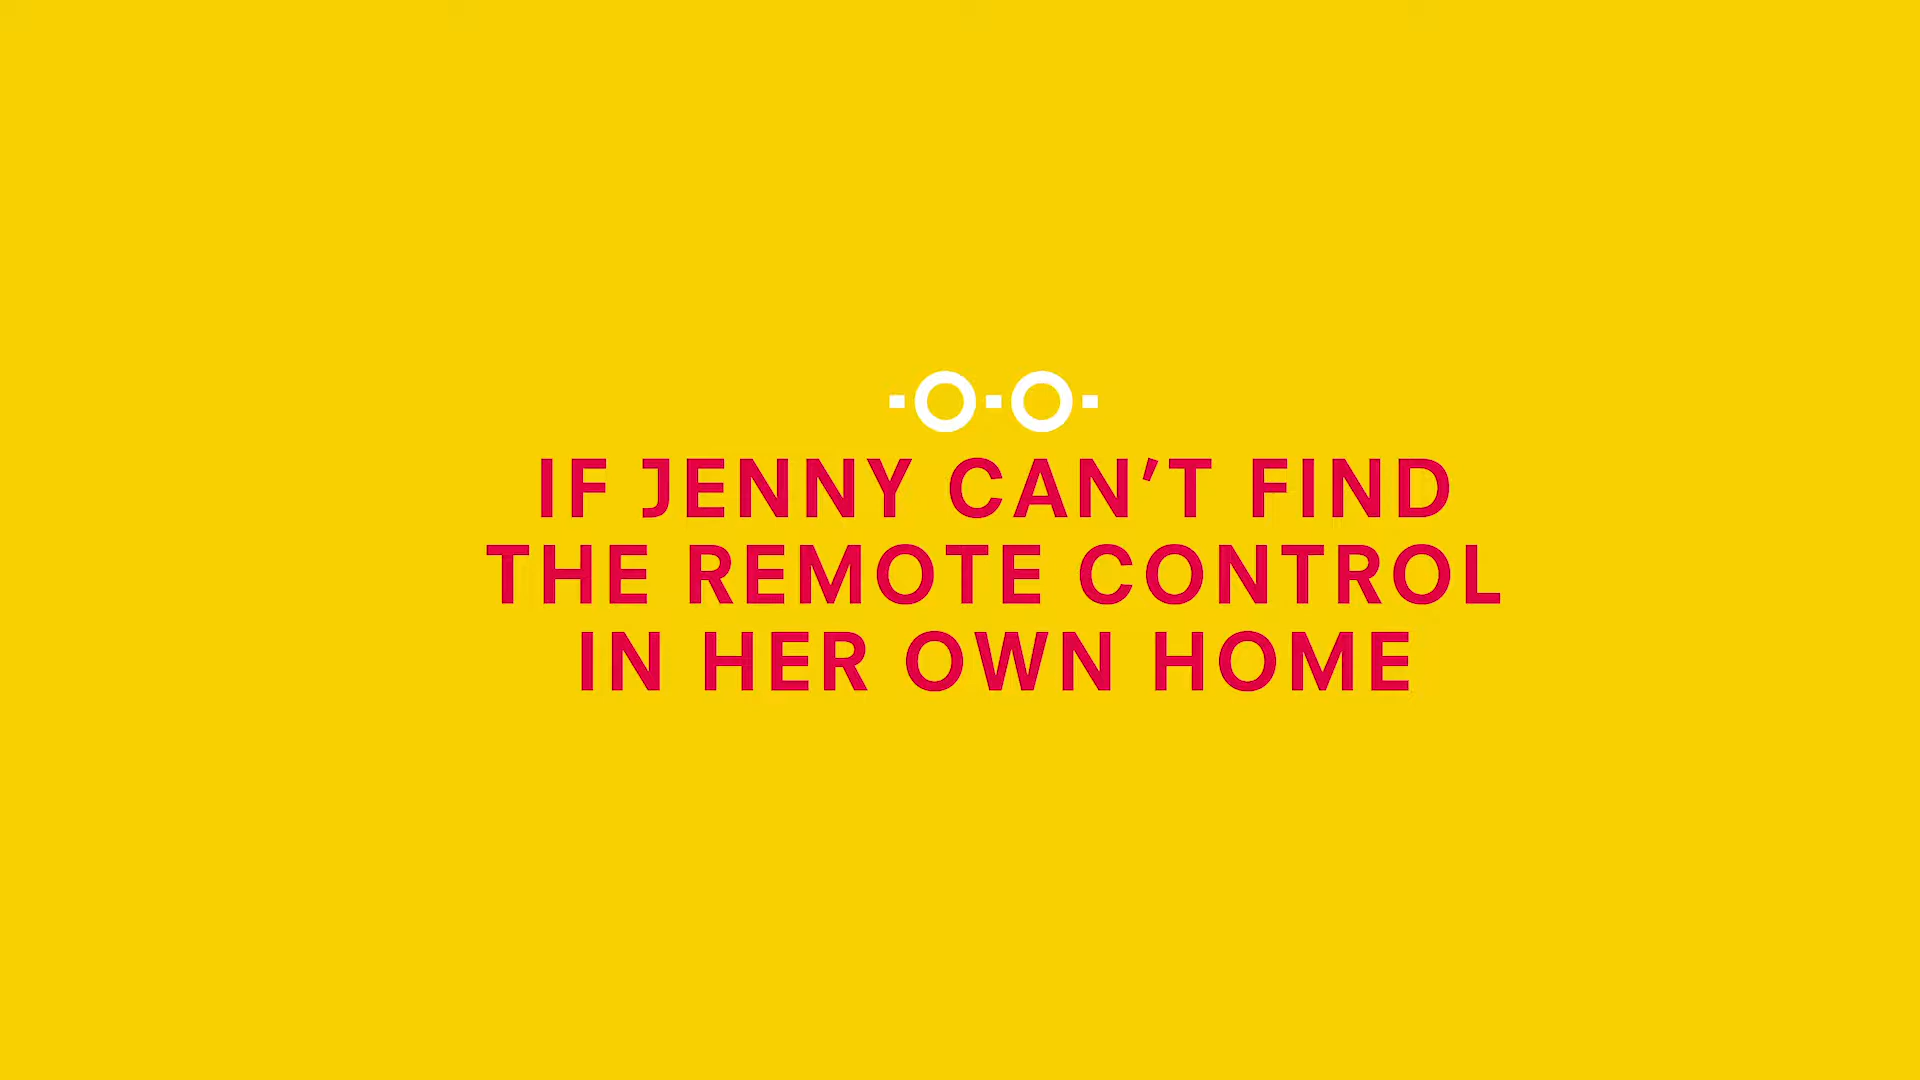 IF JENNY CAN’T FIND
THE REMOTE CONTROL
IN HER OWN HOME